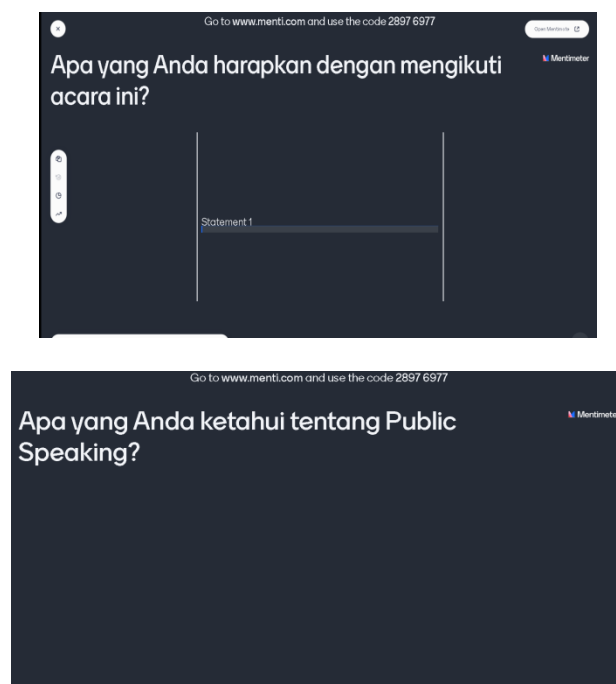 Go to www.menti.com and use the code 2897 6977
Open Mentimeter
Apa yang Anda harapkan dengan mengikuti
acara ini?
Mentimeter
Statement 1
Go to www.menti.com and use the code 2897 6977
Apa yang Anda ketahui tentang Public
Speaking?
Mentimete